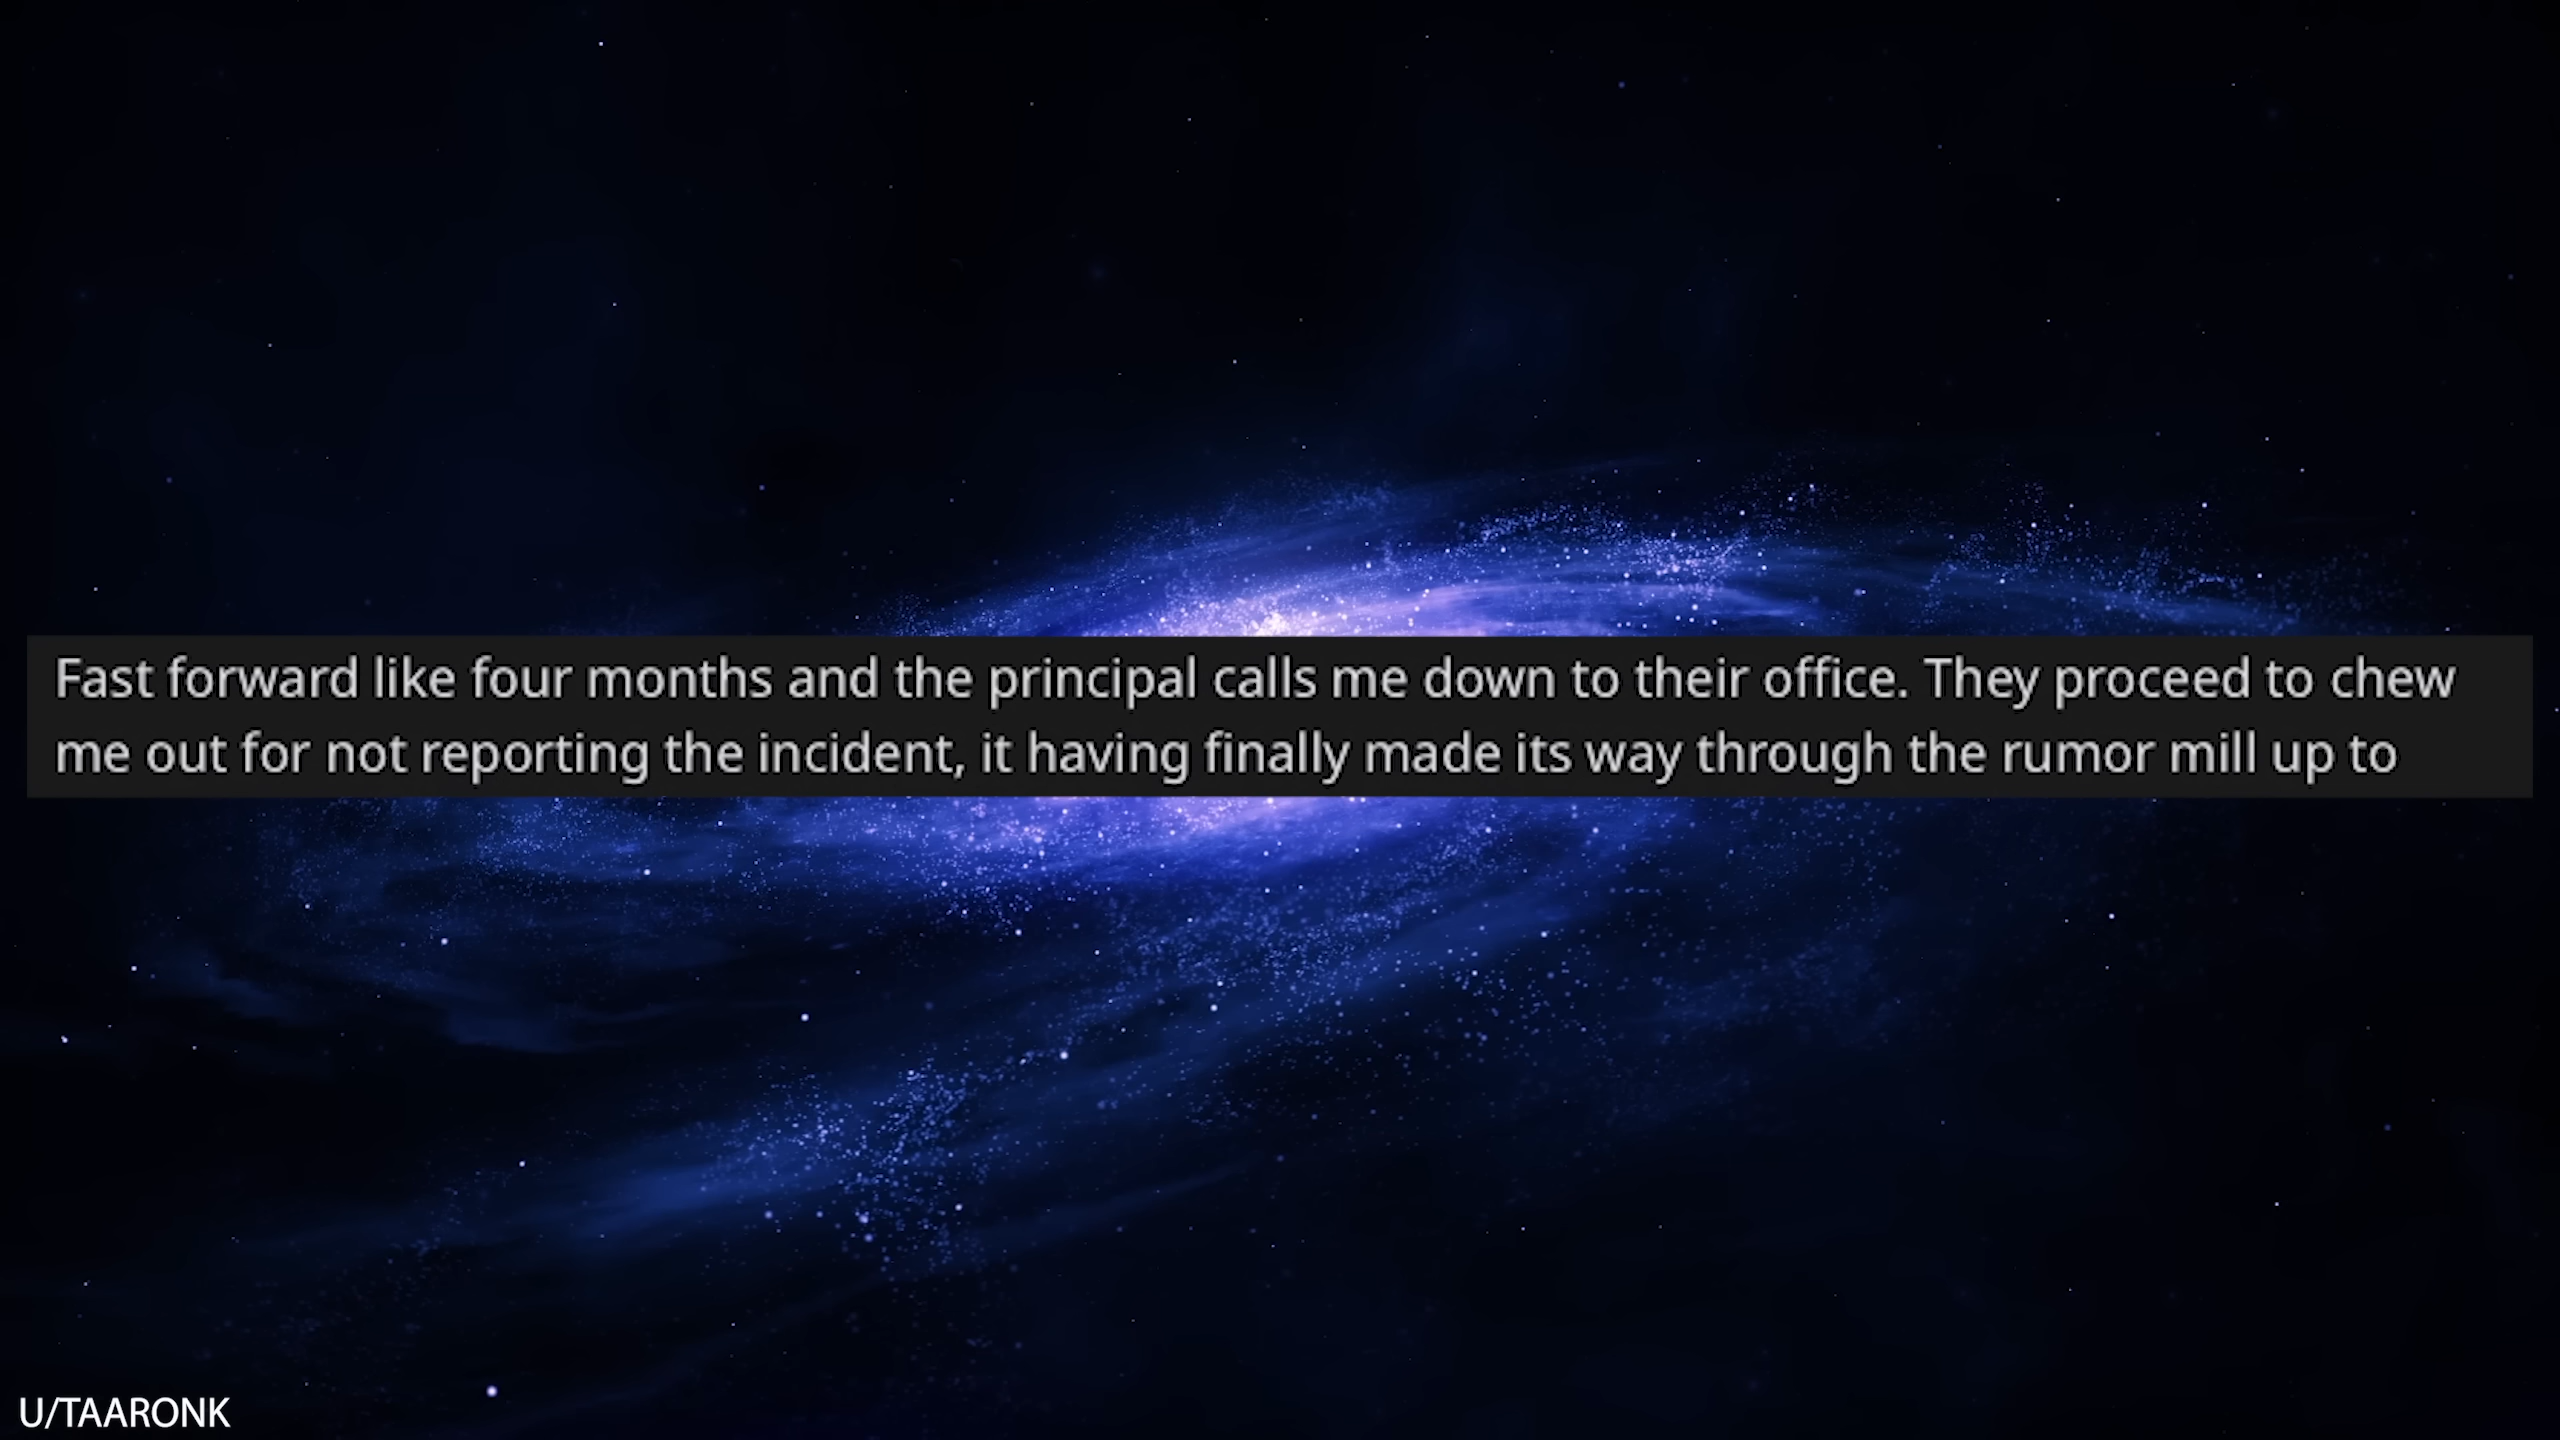 Fast forward like four months and the principal calls me down to their office. They proceed to chew
me out for not reporting the incident, it having finally made its way through the rumor mill up to
U/TAARONK